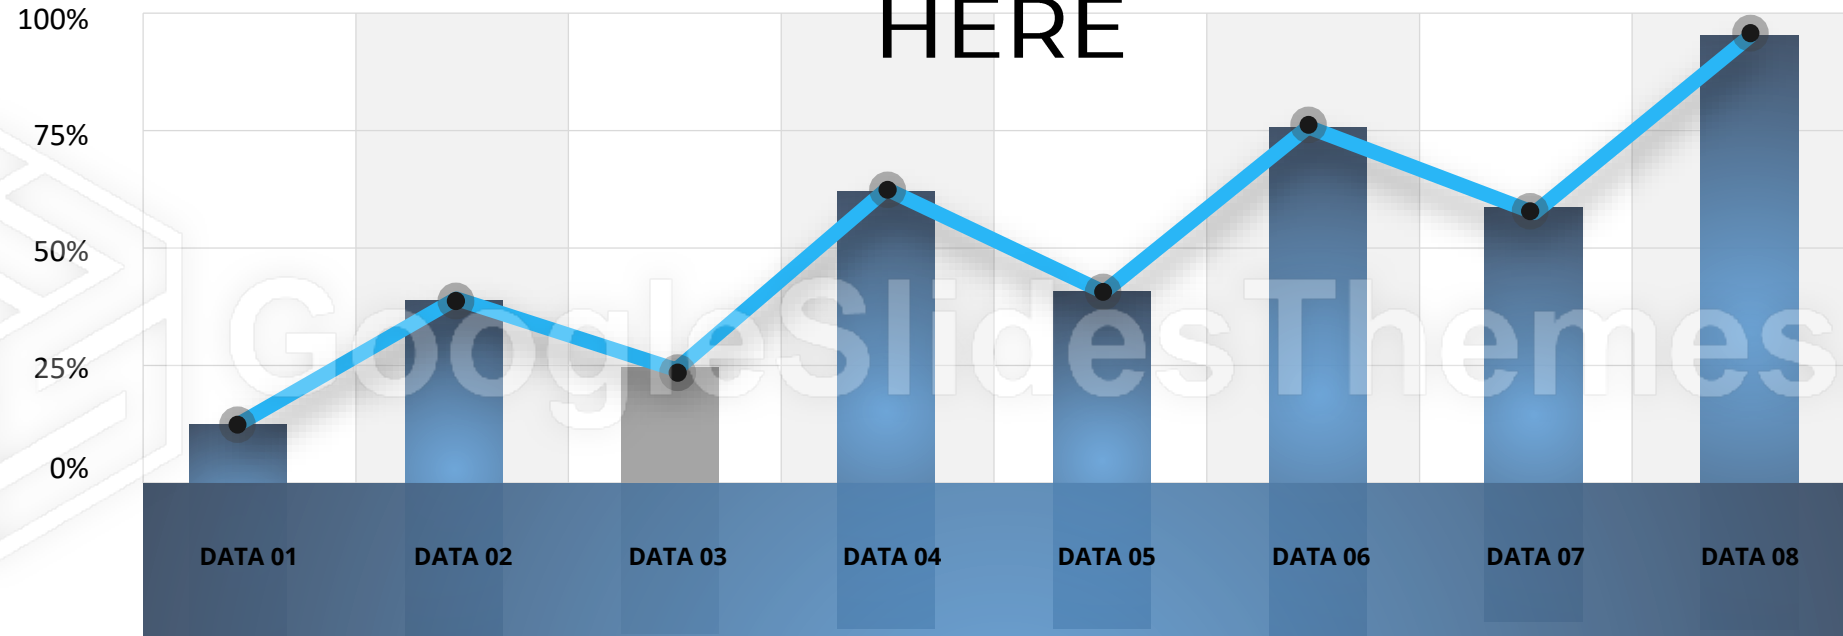 HERE
100%
75%
50%
25%
0%
GoogleSlidesThemes
DATA 01 DATA 02 DATA 03 DATA 04 DATA 05 DATA 06 DATA 07 DATA 08